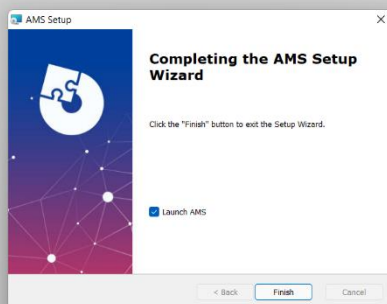 AMS Setup
Completing the AMS Setup
Wizard
Click the "Finish" button to exit the Setup Wizard.
Launch AMS
< Back Finish Cancel